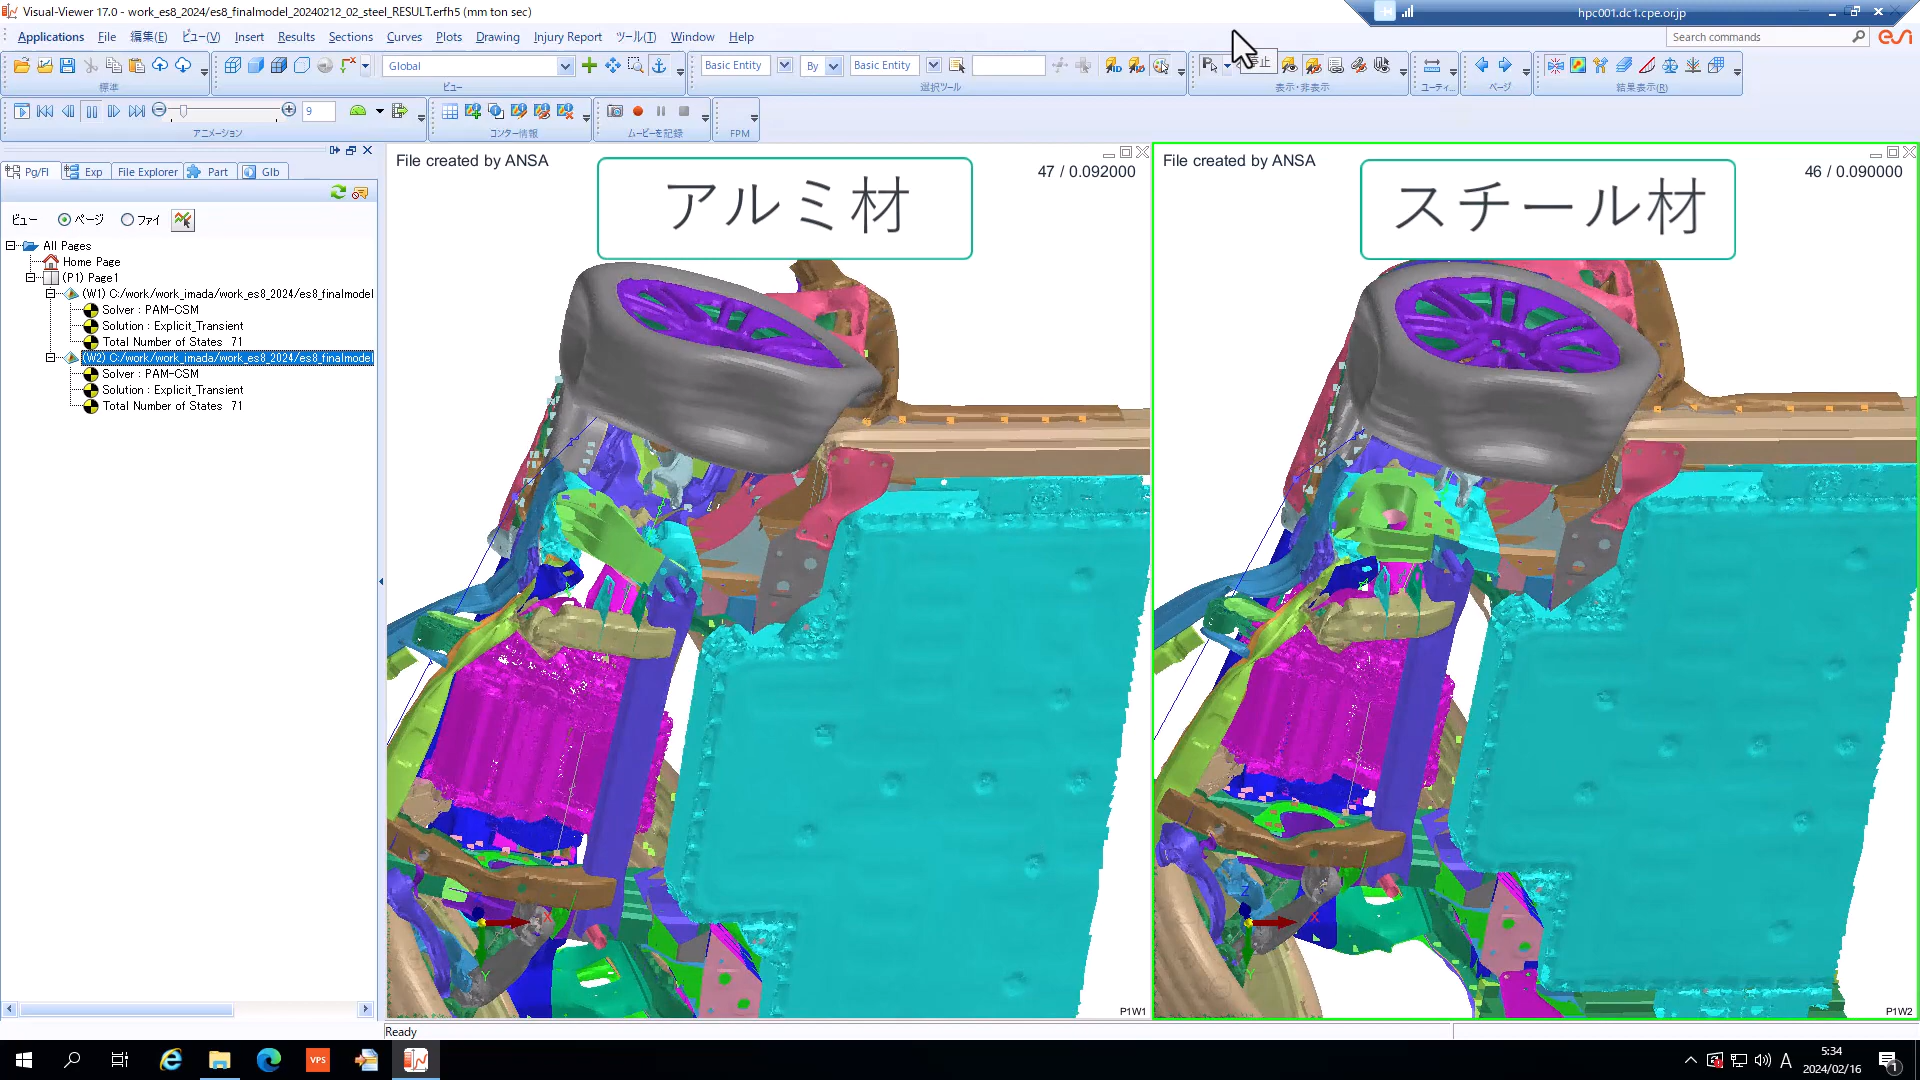 Visual-Viewer 17.0 - work_es8_2024/es8_finalmodel_20240212_02_steel_RESULT.erfh5 (mm ton sec)
hpc001.dc1.cpe.or.jp
Applications File 編集(E) ビュー(V) Insert Results Sections Curves Plots Drawing Injury Report ツール(T) Window Help
Search commands
esi
Global
Basic Entity By Basic Entity
標準 ビュー 選択ツール 表示・非表示 ユーティ... ページ 結果表示(R)
9
アニメーション コンター情報 ムービーを記録 FPM
Pg/Fl Exp File Explorer Part Glb
ビュー ページ ファイ
All Pages
Home Page
(P1) Page1
(W1) C:/work/work_imada/work_es8_2024/es8_finalmodel
Solver : PAM-CSM
Solution : Explicit_Transient
Total Number of States 71
(W2) C:/work/work_imada/work_es8_2024/es8_finalmodel
Solver : PAM-CSM
Solution : Explicit_Transient
Total Number of States 71
File created by ANSA
アルミ材
47 / 0.092000
X
Y
P1W1
File created by ANSA
スチール材
46 / 0.090000
X
Y
Z
P1W2
Ready
VPS
A
5:34
2024/02/16
1